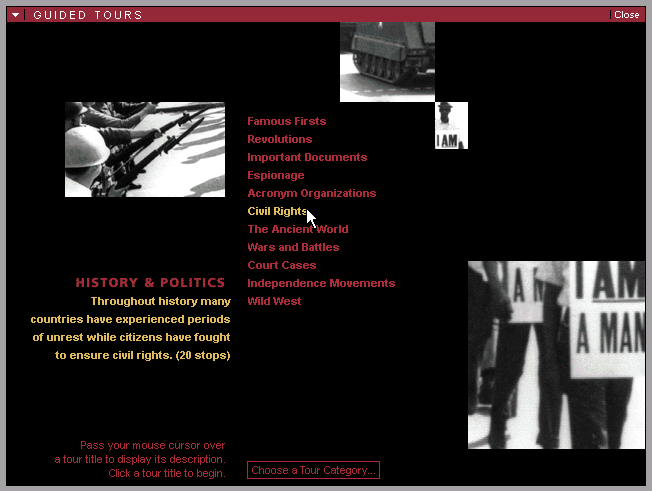 GUIDED TOURS
Close
I AM
Famous Firsts
Revolutions
Important Documents
Espionage
Acronym Organizations
Civil Rights
The Ancient World
Wars and Battles
Court Cases
Independence Movements
Wild West
HISTORY & POLITICS
Throughout history many
countries have experienced periods
of unrest while citizens have fought
to ensure civil rights. (20 stops)
A M
I AM
A MAN
Pass your mouse cursor over
a tour title to display its description.
Click a tour title to begin.
Choose a Tour Category...